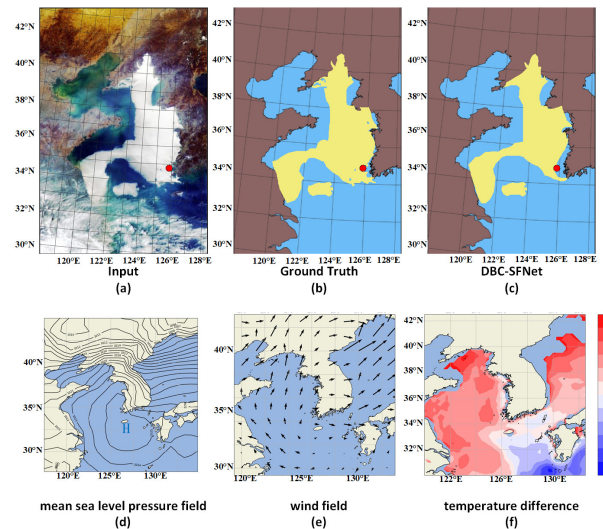 42°N
40°N
38°N
36°N
34°N
32°N
30°N
120°E 122°E 124°E 126°E 128°E
Input
(a)
42°N
40°N
38°N
36°N
34°N
32°N
30°N
120°E 122°E 124°E 126°E 128°E
Ground Truth
(b)
42°N
40°N
38°N
36°N
34°N
32°N
30°N
120°E 122°E 124°E 126°E 128°E
DBC-SFNet
(c)
40°N
35°N
30°N
H
120°E 125°E 130°E
mean sea level pressure field
(d)
40°N
35°N
30°N
120°E 125°E 130°E
wind field
(e)
42°N
40°N
38°N
36°N
34°N
32°N
122°E 126°E 130°E
temperature difference
(f)